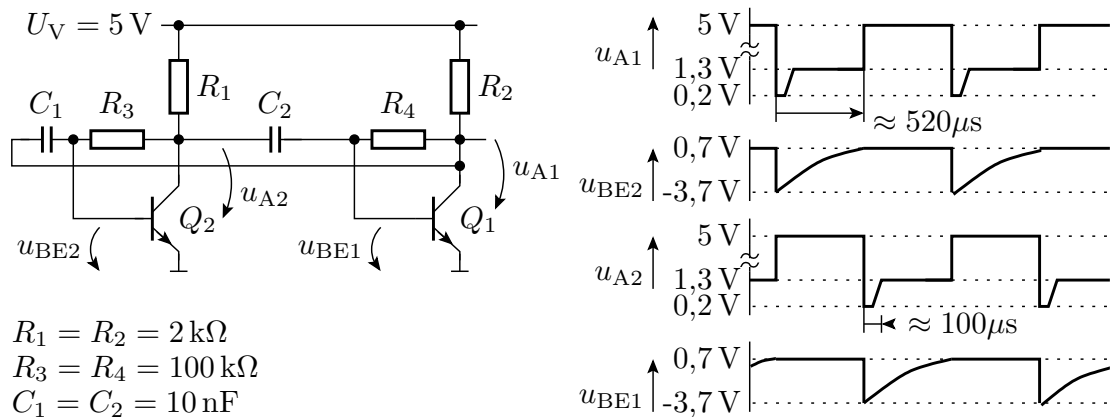 U_V = 5 V
R_1
R_2
C_1
R_3
C_2
R_4
u_A2
u_A1
Q_2
Q_1
u_BE2
u_BE1
R_1 = R_2 = 2 kΩ
R_3 = R_4 = 100 kΩ
C_1 = C_2 = 10 nF
u_A1
5 V
1,3 V
0,2 V
≈ 520μs
u_BE2
0,7 V
-3,7 V
u_A2
5 V
1,3 V
0,2 V
≈ 100μs
u_BE1
0,7 V
-3,7 V